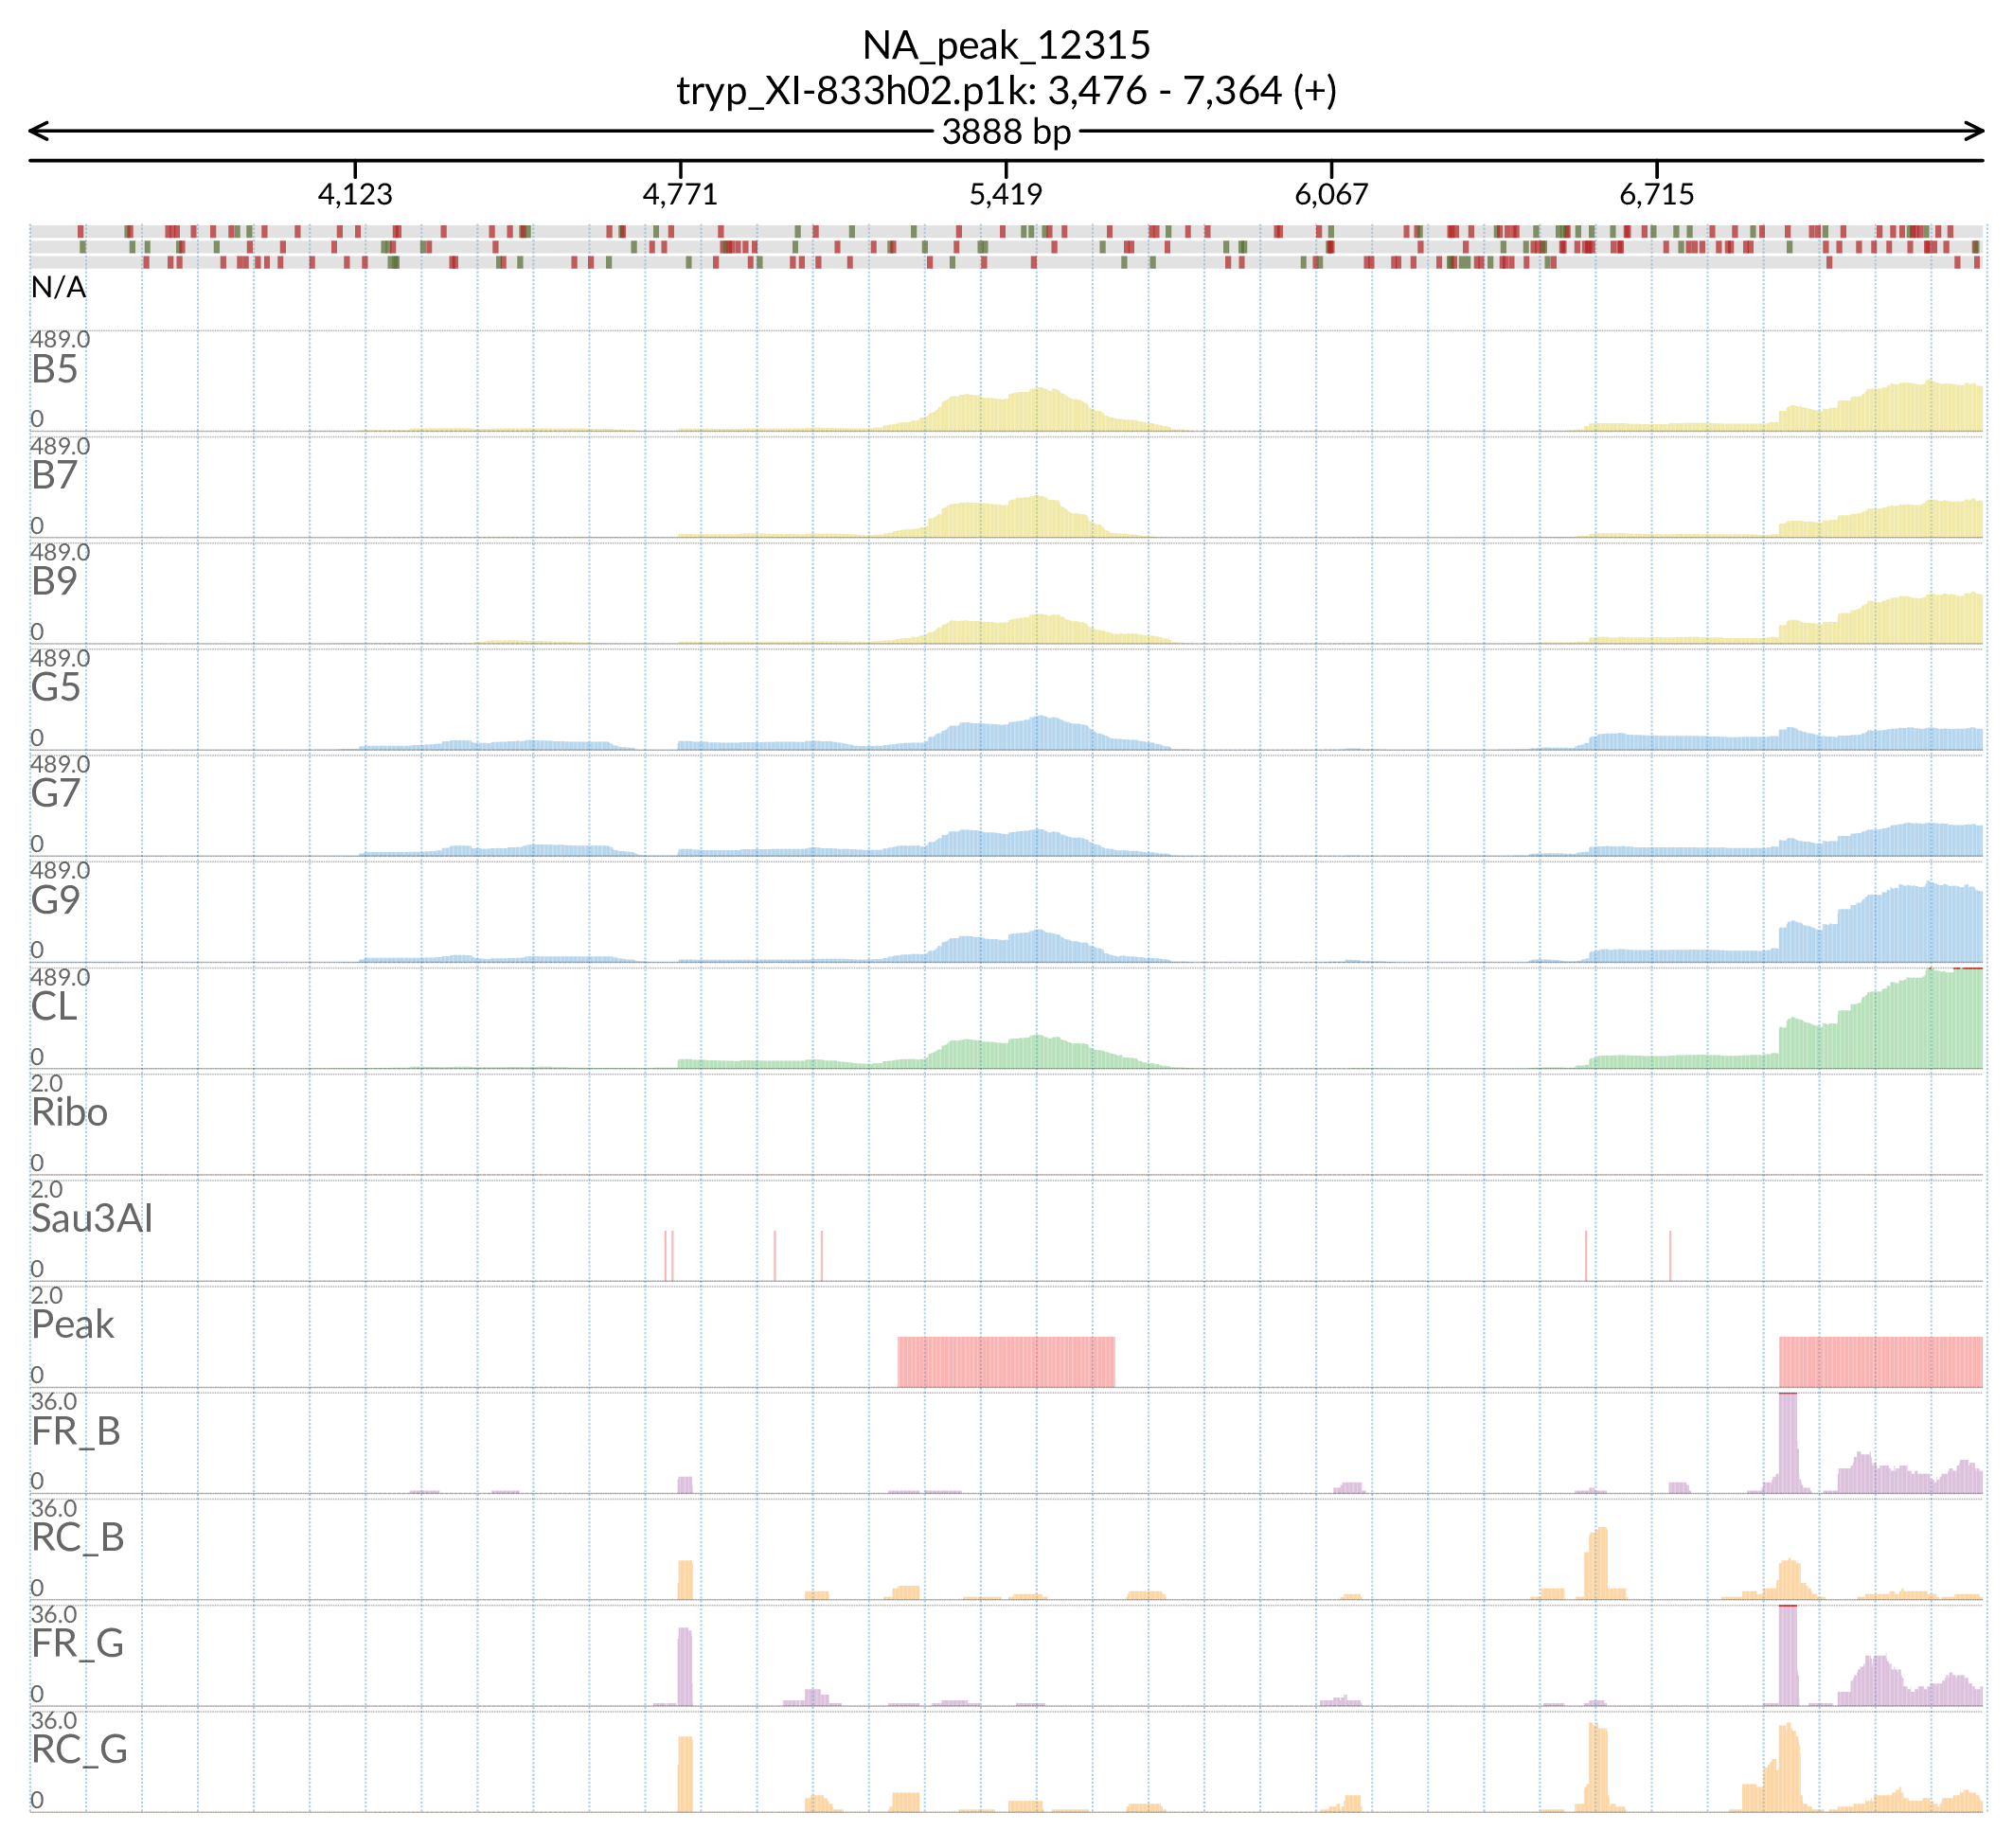 NA_peak_12315
tryp_XI-833h02.p1k: 3,476 - 7,364 (+)
3888 bp
4,123 4,771 5,419 6,067 6,715
N/A
489.0
B5
0
489.0
B7
0
489.0
B9
0
489.0
G5
0
489.0
G7
0
489.0
G9
0
489.0
CL
0
2.0
Ribo
0
2.0
Sau3AI
0
2.0
Peak
0
36.0
FR_B
0
36.0
RC_B
0
36.0
FR_G
0
36.0
RC_G
0